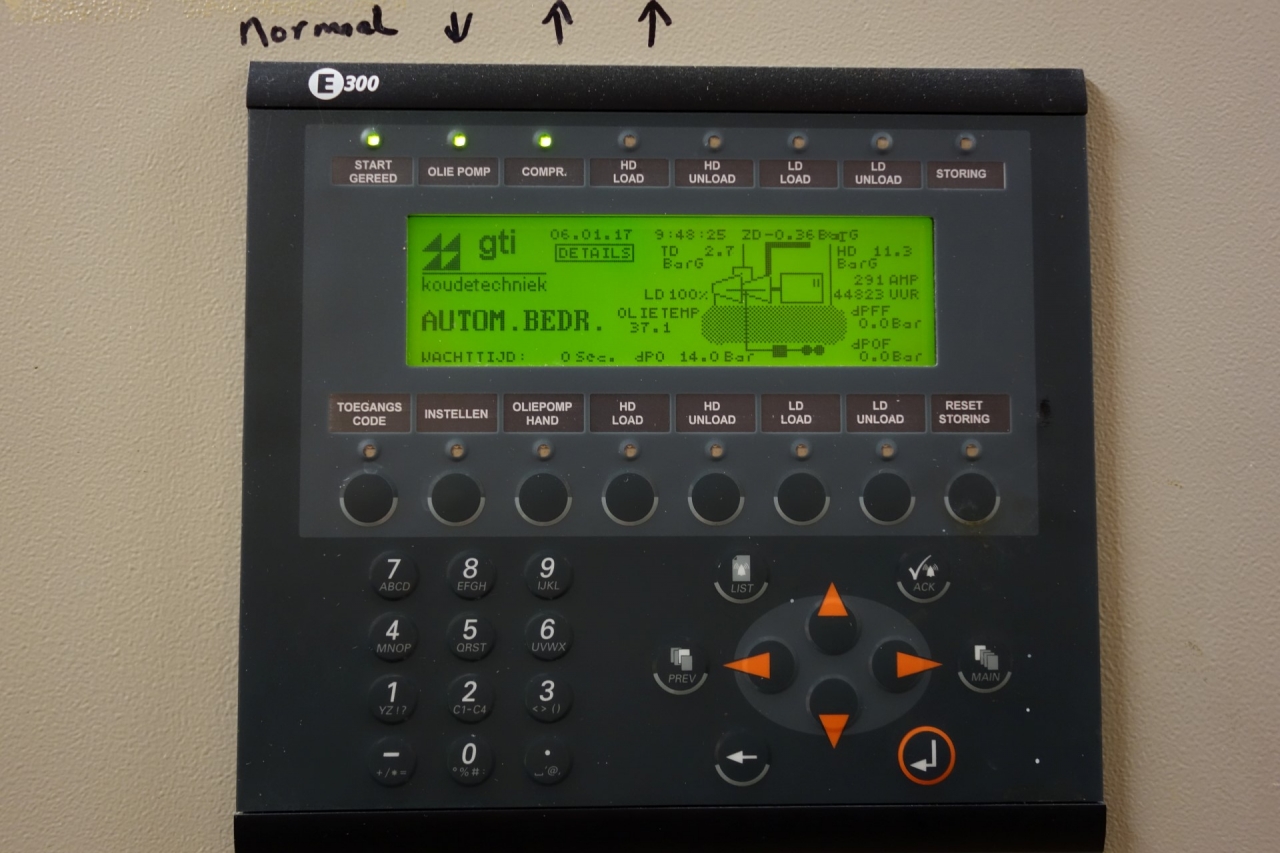 normaal ↓ ↑ ↑
E 300
START GEREED
OLIE POMP
COMPR.
HD LOAD
HD UNLOAD
LD LOAD
LD UNLOAD
STORING
gti
koudetechniek
06.01.17 9:48:25 ZD-0.36BarG
DETAILS
TD 2.7 BarG
HD 11.3 BarG
291 AMP
44823 UUR
LD 100%
AUTOM.BEDR.
OLIETEMP
37.1
dPFF
0.0Bar
dPOF
0.0Bar
WACHTTIJD: 0 Sec. dPO 14.0 Bar
TOEGANGS CODE
INSTELLEN
OLIEPOMP HAND
HD LOAD
HD UNLOAD
LD LOAD
LD UNLOAD
RESET STORING
7 8 9
ABCD EFGH IJKL
LIST
ACK
4 5 6
MNOP QRST UVWX
PREV
MAIN
1 2 3
YZ!? C1-C4 <>()
- 0 .
+/*= °%#: